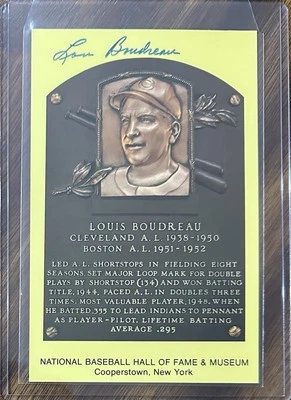 Lou Boudreau
LOUIS BOUDREAU
CLEVELAND A.L. 1938-1950
BOSTON A.L. 1951-1952
LED A.L. SHORTSTOPS IN FIELDING EIGHT
SEASONS. SET MAJOR LOOP MARK FOR DOUBLE
PLAYS BY SHORTSTOP (134) AND WON BATTING
TITLE, 1944. PACED A.L. IN DOUBLES THREE
TIMES. MOST VALUABLE PLAYER, 1948, WHEN
HE BATTED .355 TO LEAD INDIANS TO PENNANT
AS PLAYER-PILOT. LIFETIME BATTING
AVERAGE .295
NATIONAL BASEBALL HALL OF FAME & MUSEUM
Cooperstown, New York